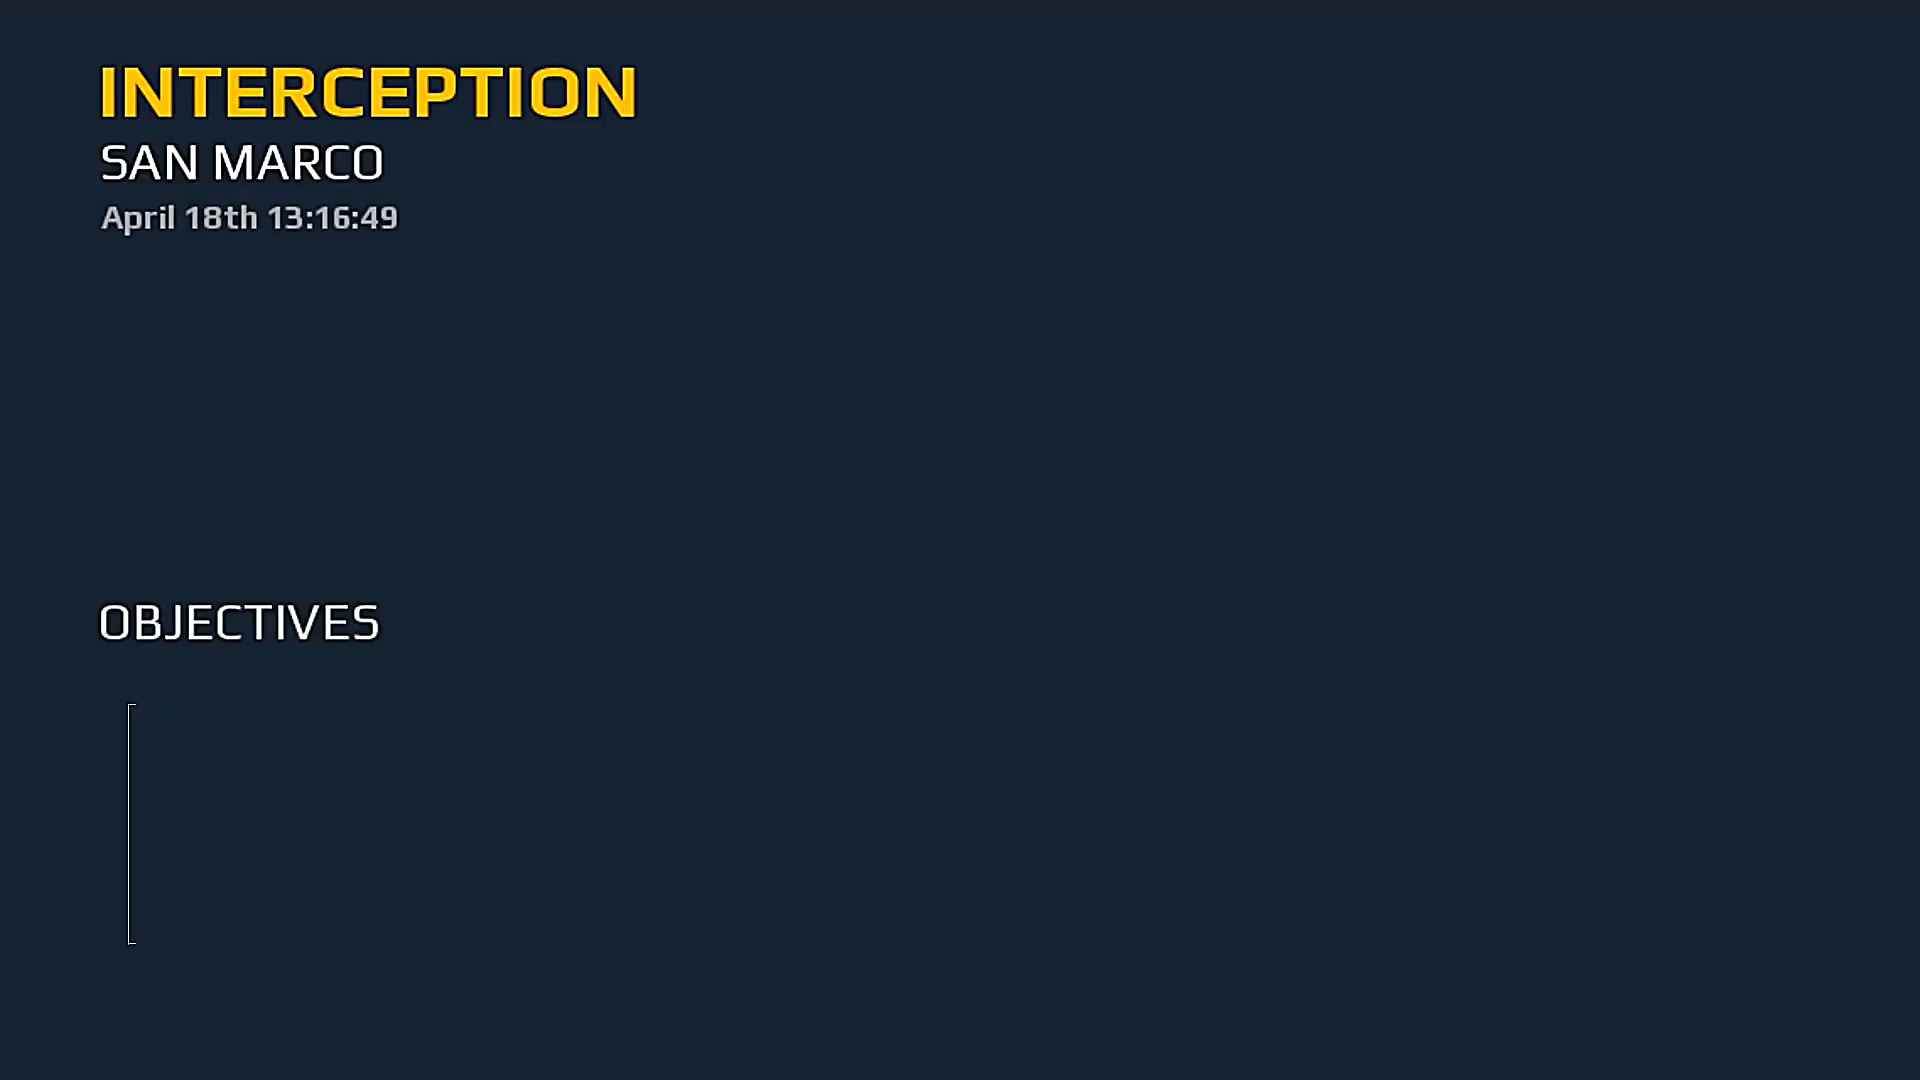 INTERCEPTION
SAN MARCO
April 18th 13:16:49
OBJECTIVES